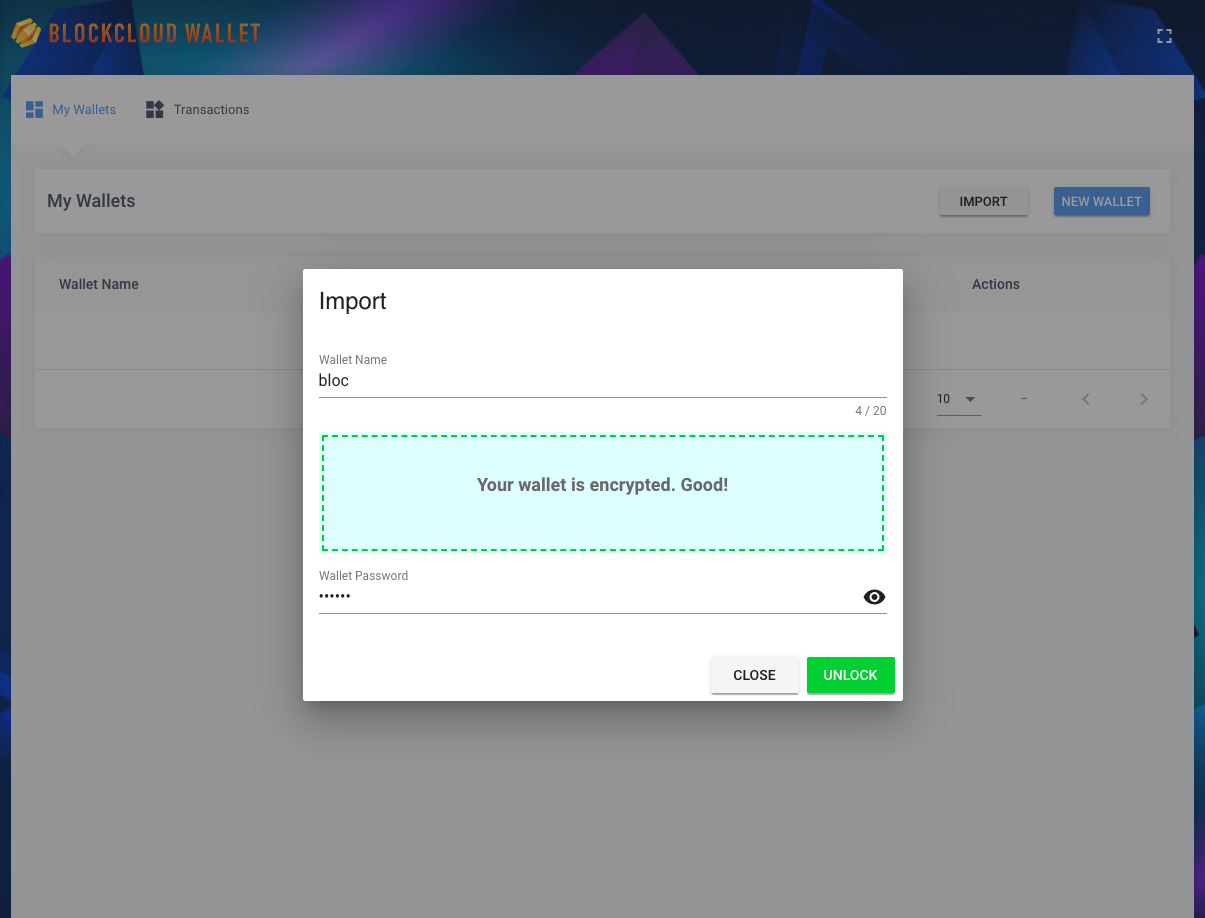 BLOCKCLOUD WALLET
My Wallets
Transactions
My Wallets
IMPORT
NEW WALLET
Wallet Name
Actions
10
–
Import
Wallet Name
bloc
4 / 20
Your wallet is encrypted. Good!
Wallet Password
••••••
CLOSE
UNLOCK